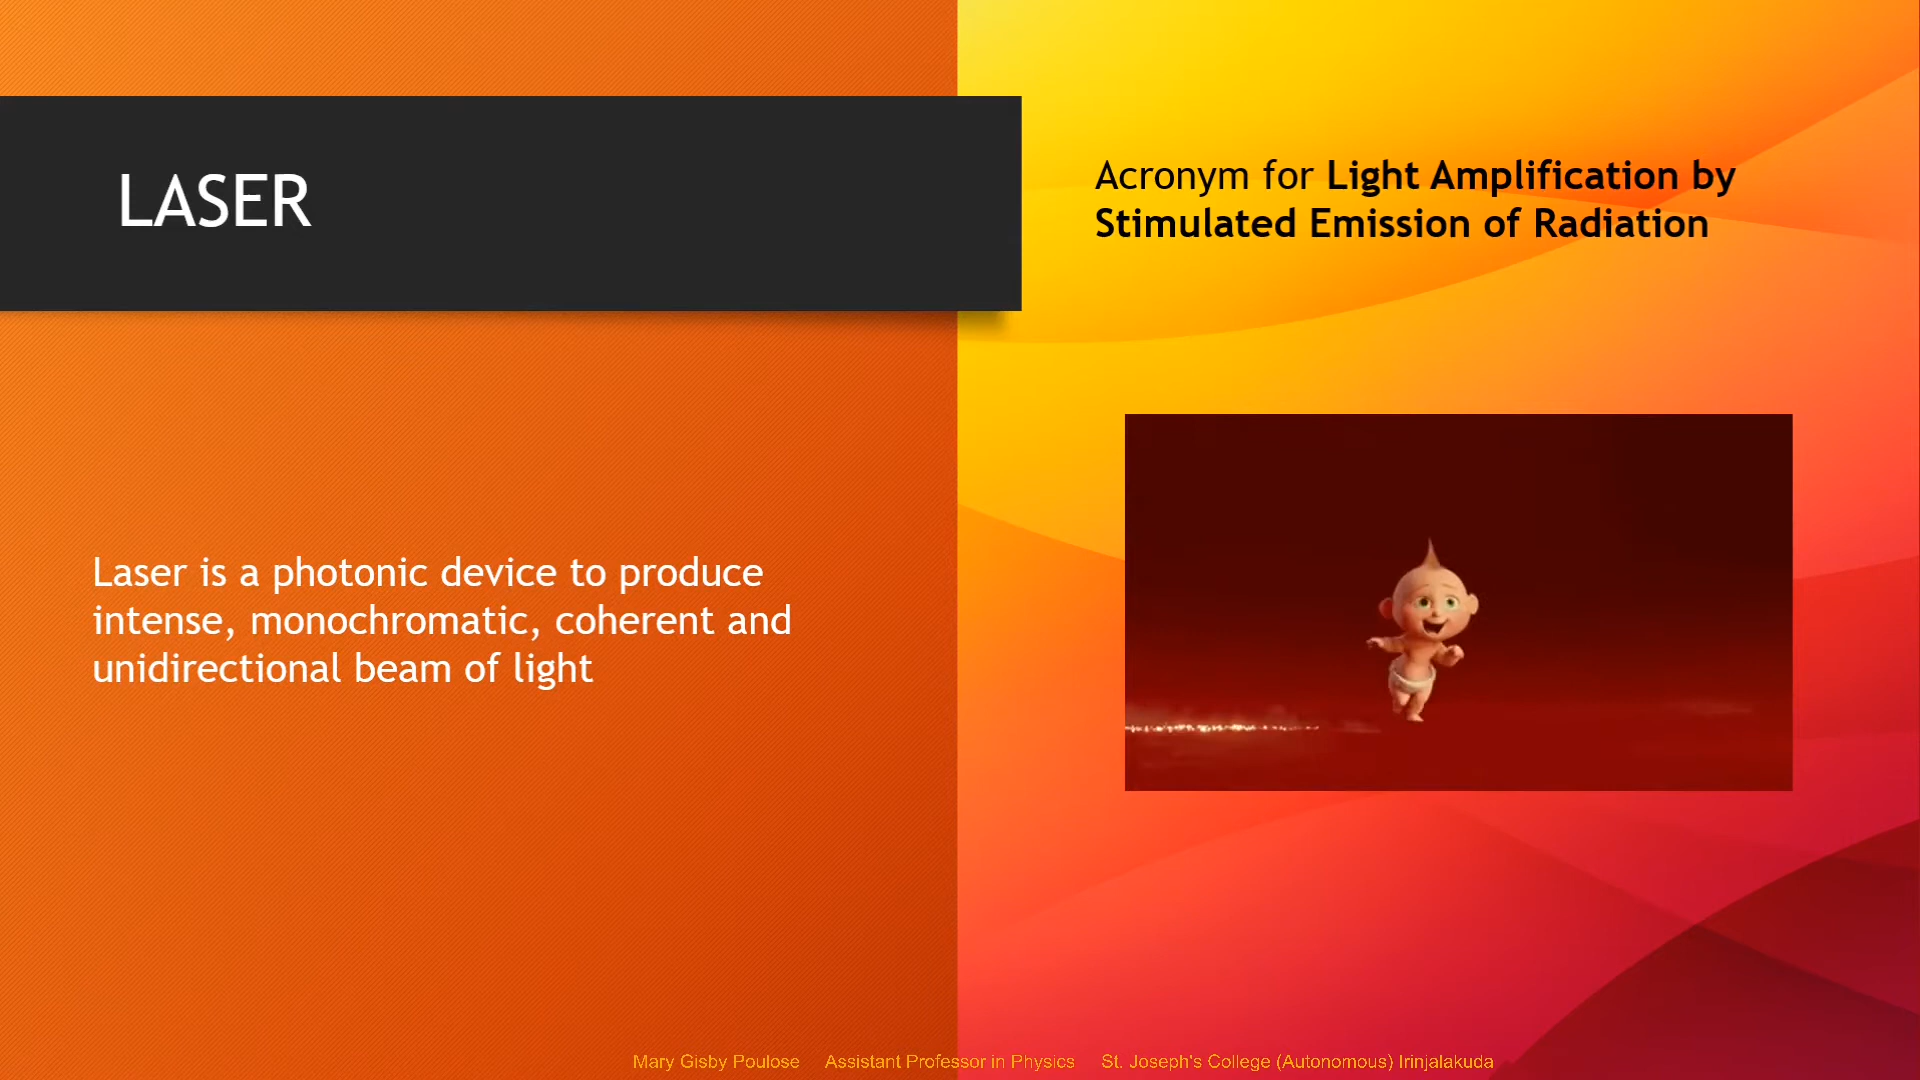 LASER
Acronym for Light Amplification by
Stimulated Emission of Radiation
Laser is a photonic device to produce
intense, monochromatic, coherent and
unidirectional beam of light
Mary Gisby Poulose Assistant Professor in Physics St. Joseph's College (Autonomous) Irinjalakuda